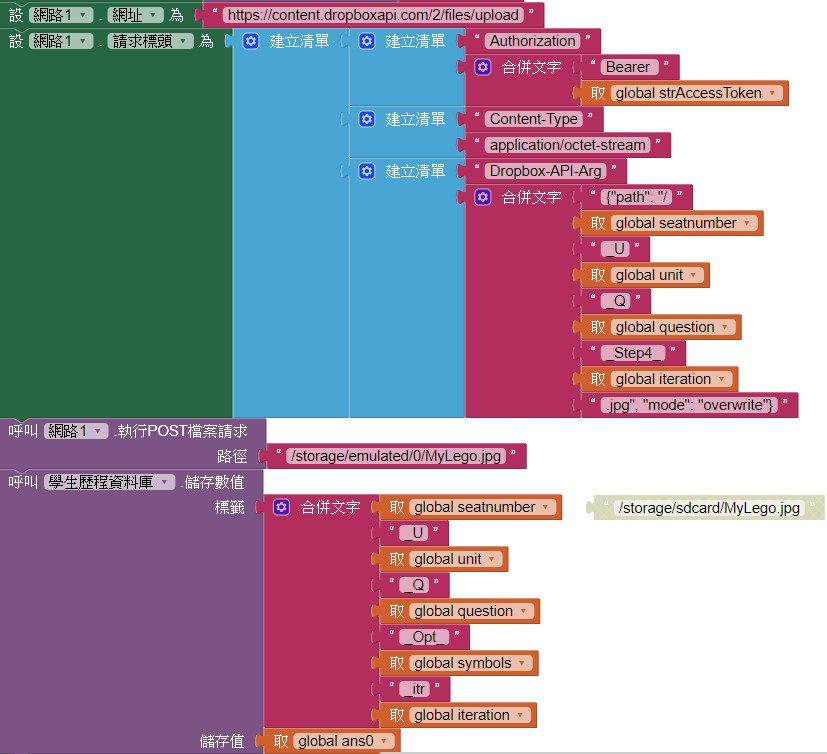 設 網路1 . 網址 為 “ https://content.dropboxapi.com/2/files/upload ”
設 網路1 . 請求標頭 為 建立清單 建立清單 “ Authorization ”
合併文字 “ Bearer ”
取 global strAccessToken
建立清單 “ Content-Type ”
“ application/octet-stream ”
建立清單 “ Dropbox-API-Arg ”
合併文字 “ {"path": "/ ”
取 global seatnumber
“ _U ”
取 global unit
“ _Q ”
取 global question
“ _Step4_ ”
取 global iteration
“ .jpg", "mode": "overwrite"} ”
呼叫 網路1 .執行POST檔案請求
路徑 “ /storage/emulated/0/MyLego.jpg ”
呼叫 學生歷程資料庫 .儲存數值
標籤 合併文字 取 global seatnumber “ /storage/sdcard/MyLego.jpg ”
“ _U ”
取 global unit
“ _Q ”
取 global question
“ _Opt_ ”
取 global symbols
“ _itr ”
取 global iteration
儲存值 取 global ans0